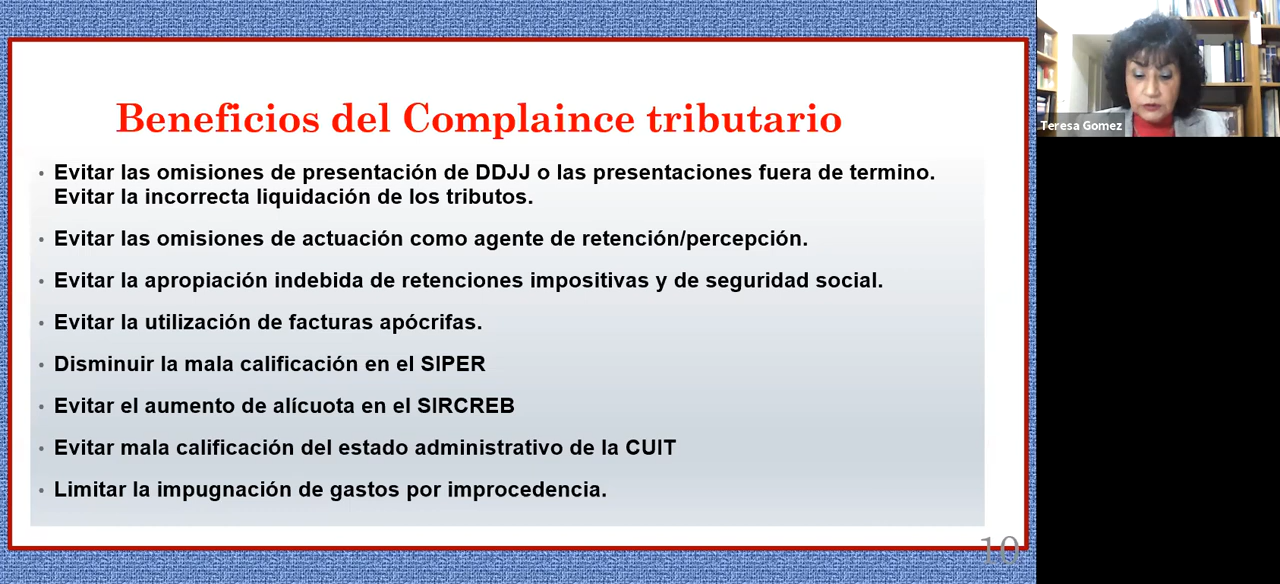 Beneficios del Complaince tributario
Evitar las omisiones de presentación de DDJJ o las presentaciones fuera de termino.
Evitar la incorrecta liquidación de los tributos.
Evitar las omisiones de actuación como agente de retención/percepción.
Evitar la apropiación indebida de retenciones impositivas y de seguridad social.
Evitar la utilización de facturas apócrifas.
Disminuir la mala calificación en el SIPER
Evitar el aumento de alícuota en el SIRCREB
Evitar mala calificación del estado administrativo de la CUIT
Limitar la impugnación de gastos por improcedencia.
10
Teresa Gomez